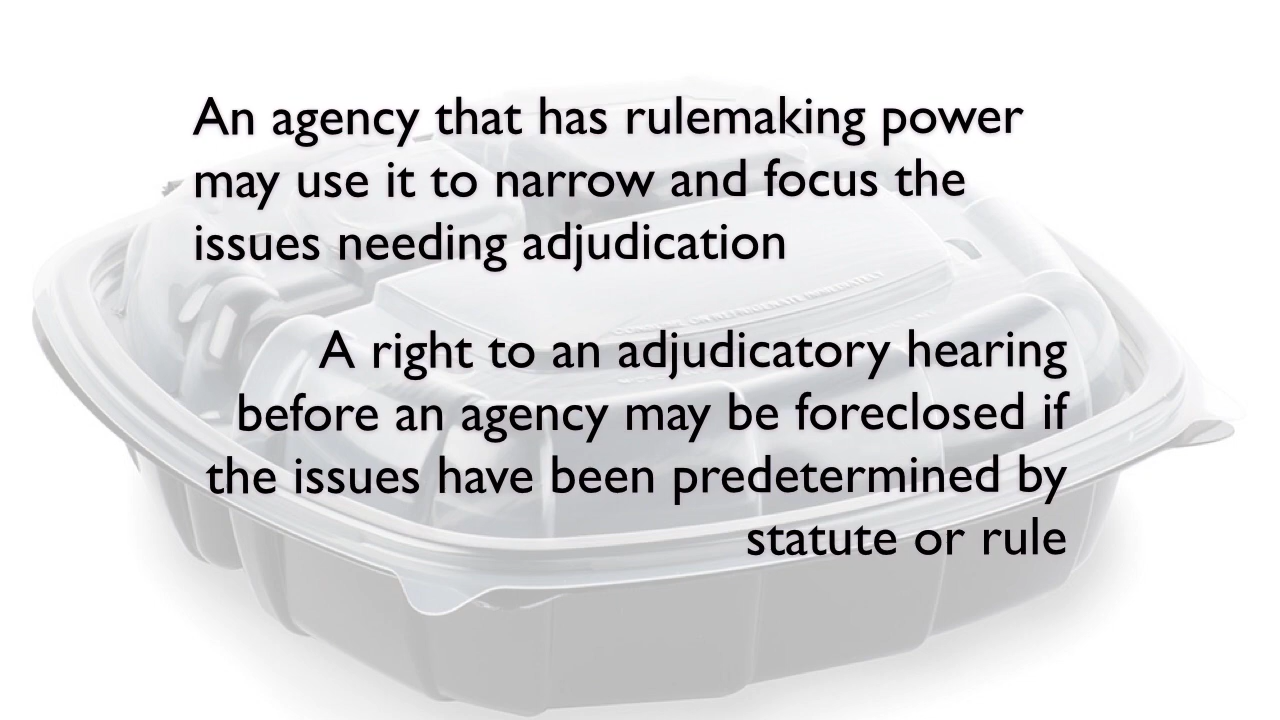 An agency that has rulemaking power
may use it to narrow and focus the
issues needing adjudication
A right to an adjudicatory hearing
before an agency may be foreclosed if
the issues have been predetermined by
statute or rule